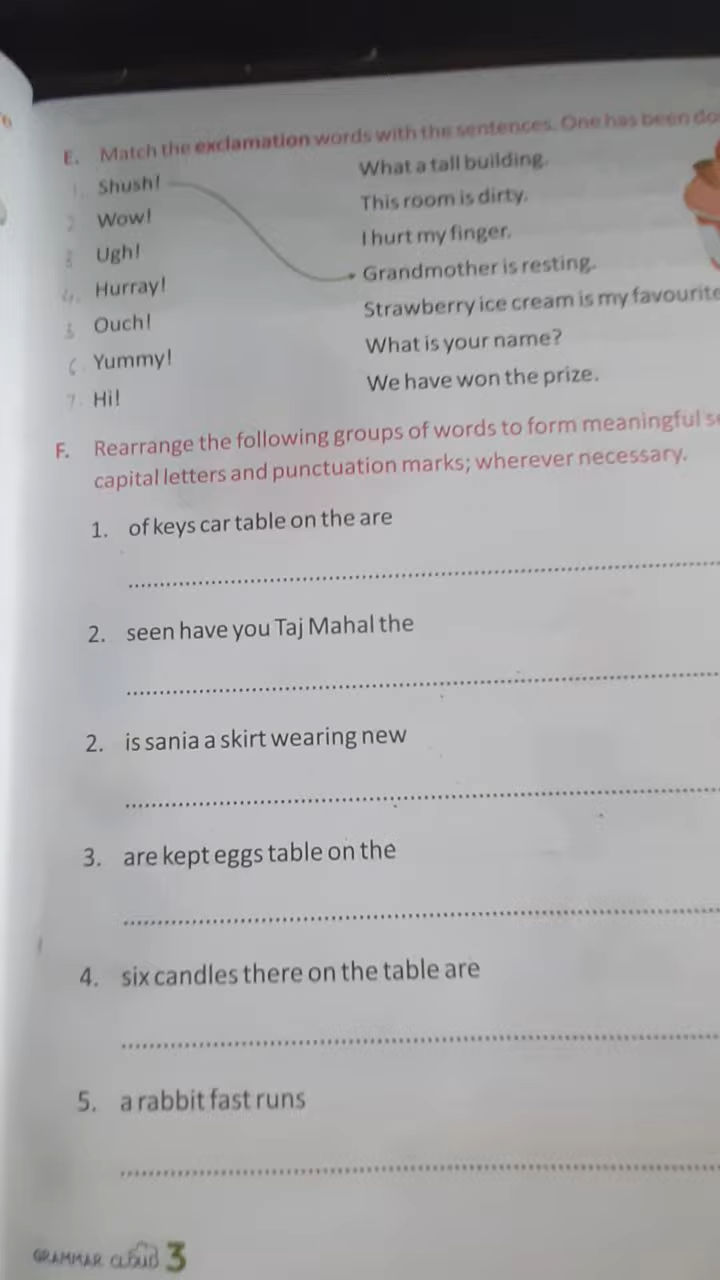 E. Match the exclamation words with the sentences. One has been do
1. Shush! What a tall building.
2. Wow! This room is dirty.
3. Ugh! I hurt my finger.
4. Hurray! Grandmother is resting.
5. Ouch! Strawberry ice cream is my favourite
6. Yummy! What is your name?
7. Hi! We have won the prize.
F. Rearrange the following groups of words to form meaningful se
capital letters and punctuation marks; wherever necessary.
1. of keys car table on the are
2. seen have you Taj Mahal the
2. is sania a skirt wearing new
3. are kept eggs table on the
4. six candles there on the table are
5. a rabbit fast runs
GRAMMAR CLOUD 3